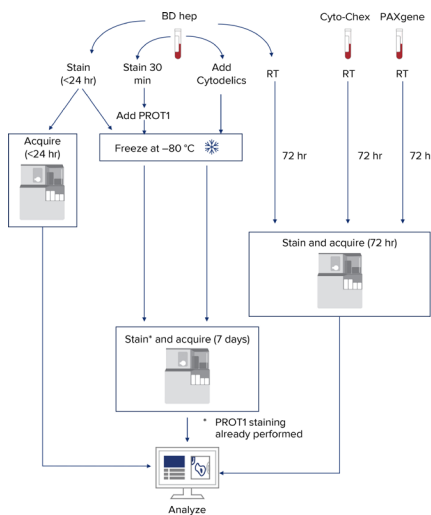 BD hep
Cyto-Chex
PAXgene
Stain
(<24 hr)
Stain 30
min
Add
Cytodelics
RT
RT
RT
Add PROT1
Acquire
(<24 hr)
Freeze at –80 °C
72 hr
72 hr
72 h
Stain and acquire (72 hr)
Stain* and acquire (7 days)
* PROT1 staining
already performed
Analyze